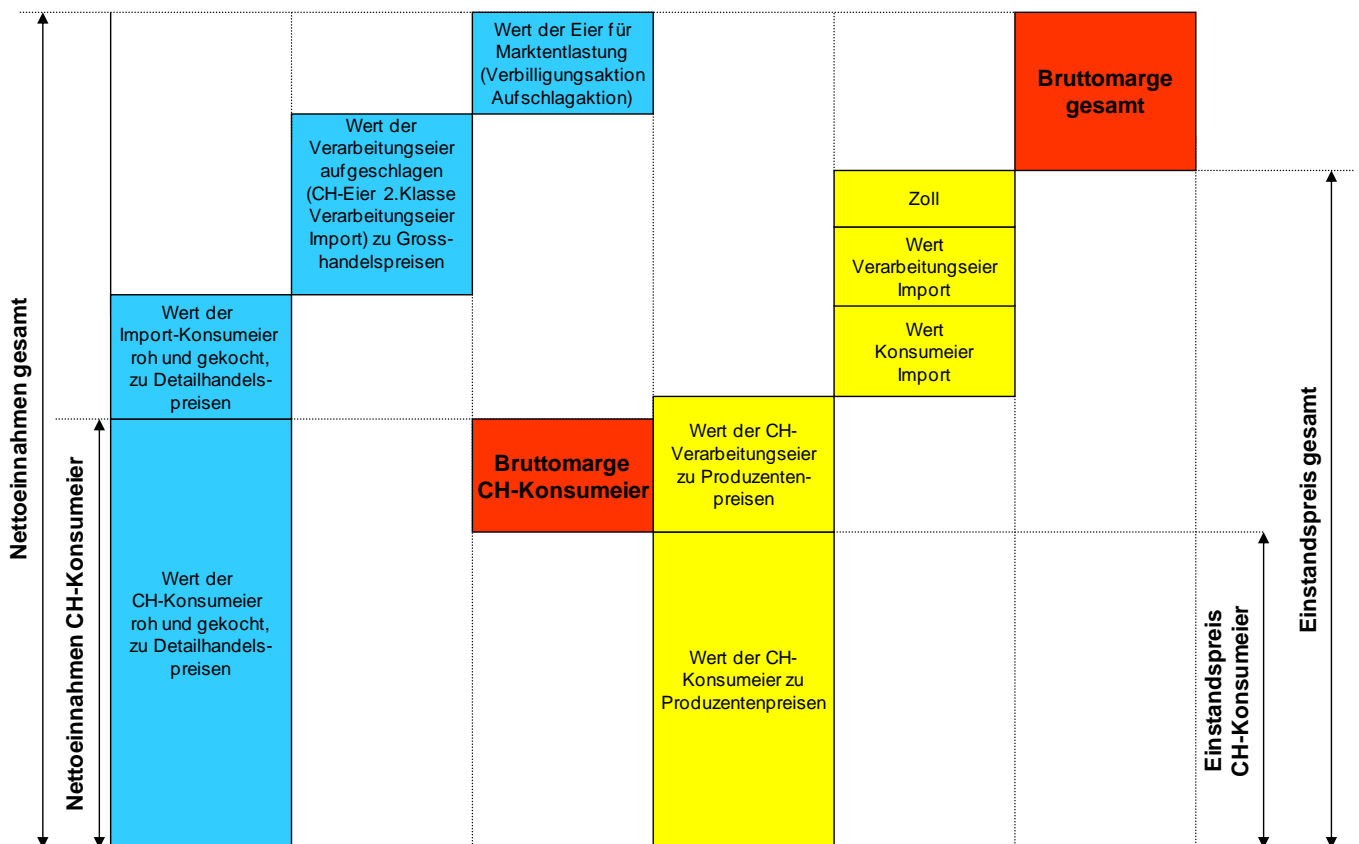 Nettoeinnahmen gesamt
Nettoeinnahmen CH-Konsumeier
Wert der
Import-Konsumeier
roh und gekocht,
zu Detailhandels-
preisen
Wert der
CH-Konsumeier
roh und gekocht,
zu Detailhandels-
preisen
Wert der
Verarbeitungseier
aufgeschlagen
(CH-Eier 2.Klasse
Verarbeitungseier
Import) zu Gross-
handelspreisen
Wert der Eier für
Marktentlastung
(Verbilligungsaktion
Aufschlagaktion)
Bruttomarge
CH-Konsumeier
Wert der CH-
Verarbeitungseier
zu Produzenten-
preisen
Wert der CH-
Konsumeier zu
Produzentenpreisen
Zoll
Wert
Verarbeitungseier
Import
Wert
Konsumeier
Import
Bruttomarge
gesamt
Einstandspreis
CH-Konsumeier
Einstandspreis gesamt